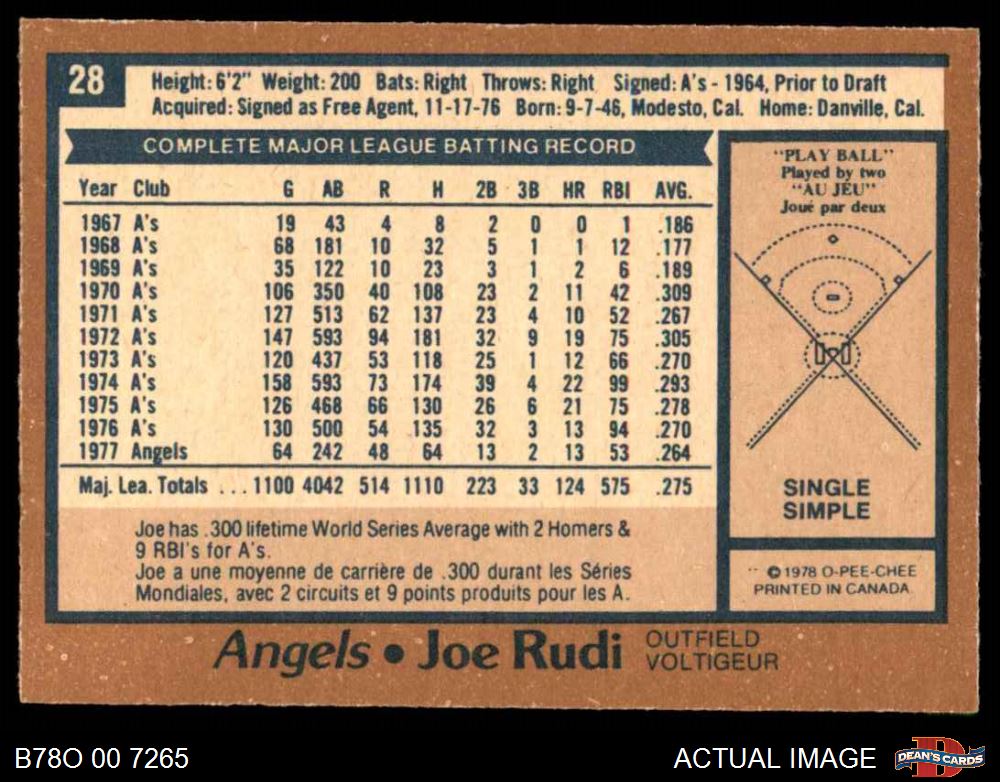 28
Height: 6'2" Weight: 200 Bats: Right Throws: Right Signed: A's - 1964, Prior to Draft
Acquired: Signed as Free Agent, 11-17-76 Born: 9-7-46, Modesto, Cal. Home: Danville, Cal.
COMPLETE MAJOR LEAGUE BATTING RECORD
Year Club G AB R H 2B 3B HR RBI AVG.
1967 A's 19 43 4 8 2 0 0 1 .186
1968 A's 68 181 10 32 5 1 1 12 .177
1969 A's 35 122 10 23 3 1 2 6 .189
1970 A's 106 350 40 108 23 2 11 42 .309
1971 A's 127 513 62 137 23 4 10 52 .267
1972 A's 147 593 94 181 32 9 19 75 .305
1973 A's 120 437 53 118 25 1 12 66 .270
1974 A's 158 593 73 174 39 4 22 99 .293
1975 A's 126 468 66 130 26 6 21 75 .278
1976 A's 130 500 54 135 32 3 13 94 .270
1977 Angels 64 242 48 64 13 2 13 53 .264
Maj. Lea. Totals ... 1100 4042 514 1110 223 33 124 575 .275
Joe has .300 lifetime World Series Average with 2 Homers &
9 RBI's for A's.
Joe a une moyenne de carrière de .300 durant les Séries
Mondiales, avec 2 circuits et 9 points produits pour les A.
"PLAY BALL"
Played by two
"AU JEU"
Joué par deux
SINGLE
SIMPLE
© 1978 O-PEE-CHEE
PRINTED IN CANADA
Angels • Joe Rudi OUTFIELD
VOLTIGEUR
B78O 00 7265
ACTUAL IMAGE
DEAN'S CARDS